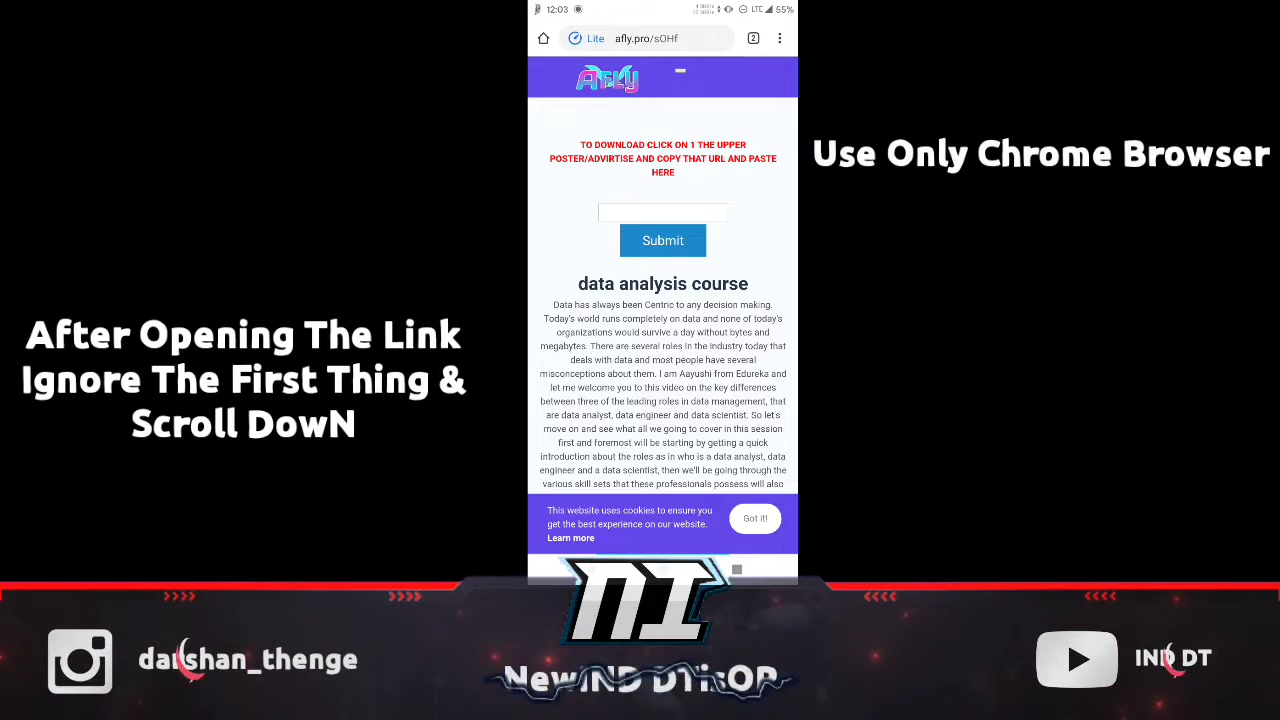 12:03
LTE 55%
Lite afly.pro/sOHf
2
AFLY
TO DOWNLOAD CLICK ON 1 THE UPPER
POSTER/ADVIRTISE AND COPY THAT URL AND PASTE
HERE
Submit
data analysis course
Data has always been Centric to any decision making.
Today's world runs completely on data and none of today's
organizations would survive a day without bytes and
megabytes. There are several roles in the Industry today that
deals with data and most people have several
misconceptions about them. I am Aayushi from Edureka and
let me welcome you to this video on the key differences
between three of the leading roles in data management, that
are data analyst, data engineer and data scientist. So let's
move on and see what all we going to cover in this session
first and foremost will be starting by getting a quick
introduction about the roles as in who is a data analyst, data
engineer and a data scientist, then we'll be going through the
various skill sets that these professionals possess will also
This website uses cookies to ensure you
get the best experience on our website.
Learn more
Got it!
Use Only Chrome Browser
After Opening The Link
Ignore The First Thing &
Scroll DowN
darshan_thenge
NewIND DTisOP
IND DT